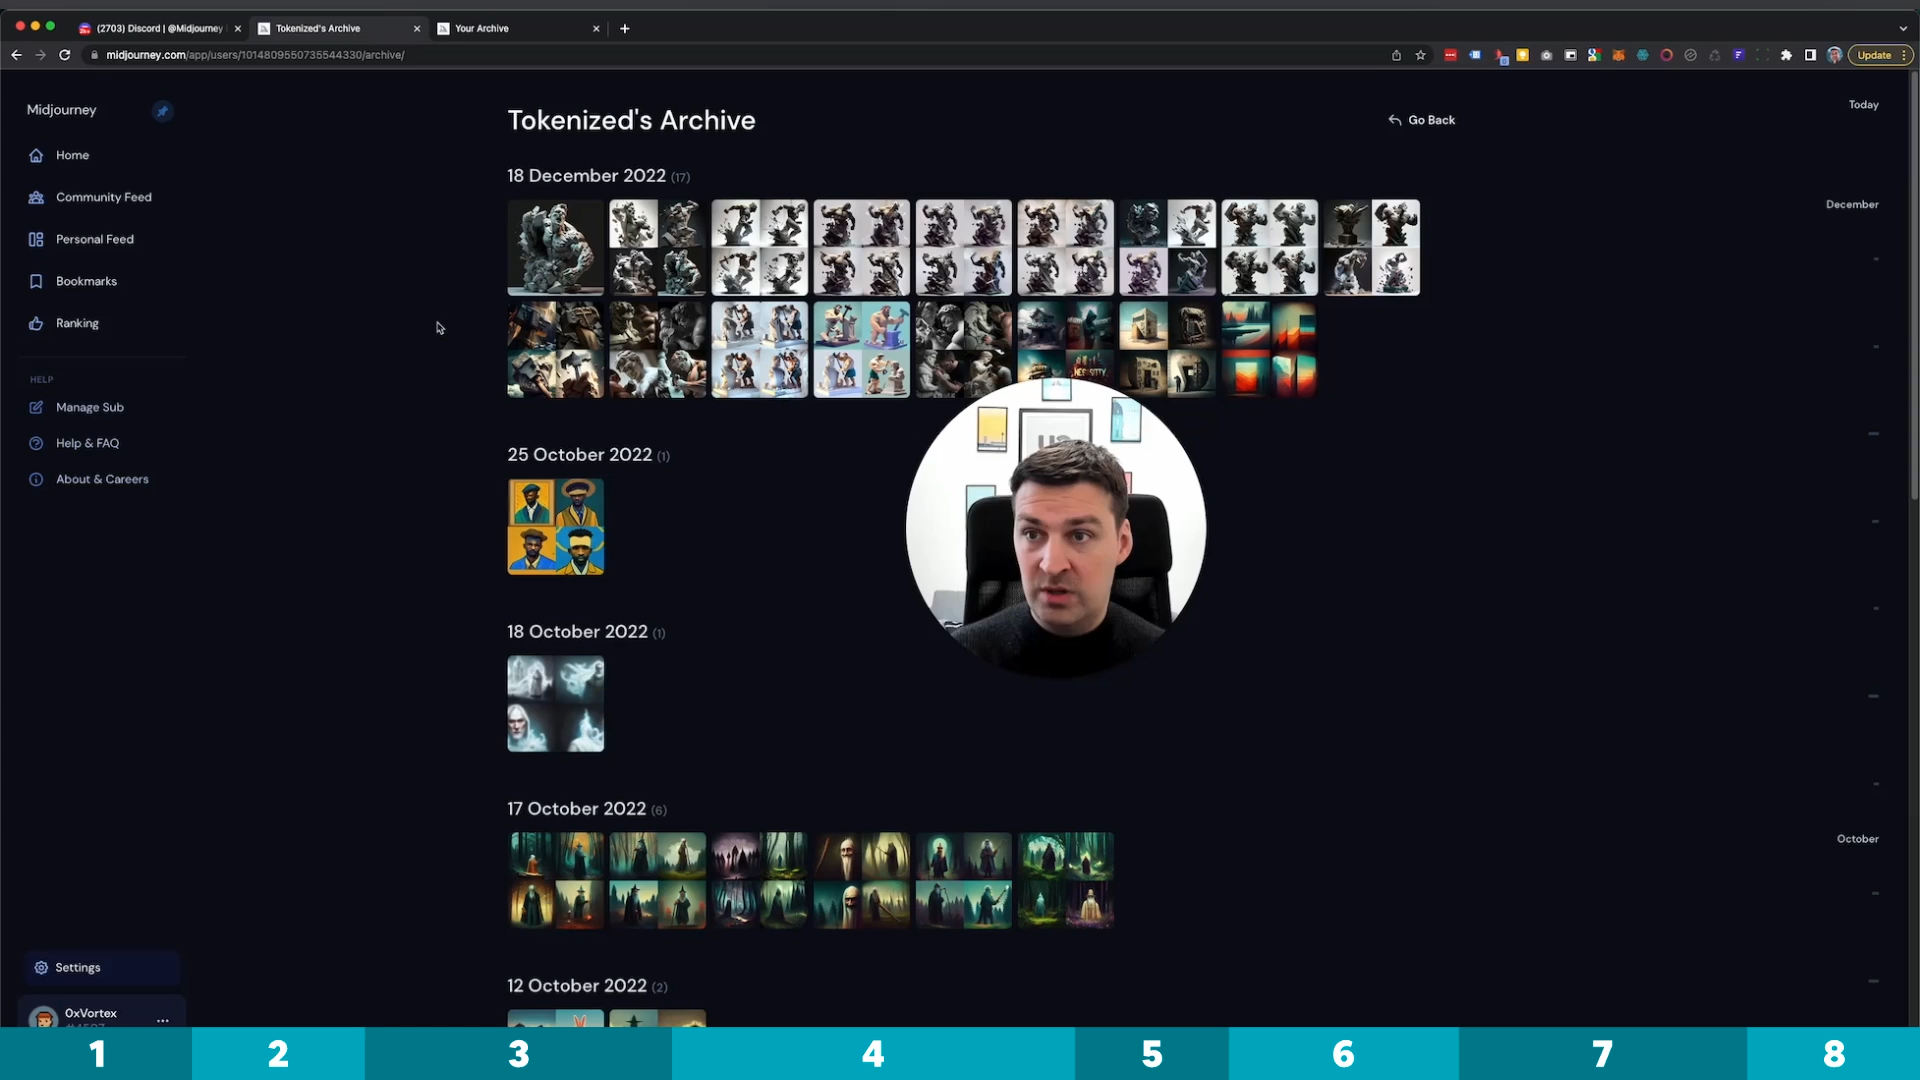 (2703) Discord | @Midjourney
Tokenized's Archive
Your Archive
midjourney.com/app/users/1014809550735544330/archive/
Update
Midjourney
Home
Community Feed
Personal Feed
Bookmarks
Ranking
HELP
Manage Sub
Help & FAQ
About & Careers
Settings
0xVortex
Tokenized's Archive
Go Back
18 December 2022 (17)
25 October 2022 (1)
18 October 2022 (1)
17 October 2022 (6)
12 October 2022 (2)
Today
December
October
1 2 3 4 5 6 7 8